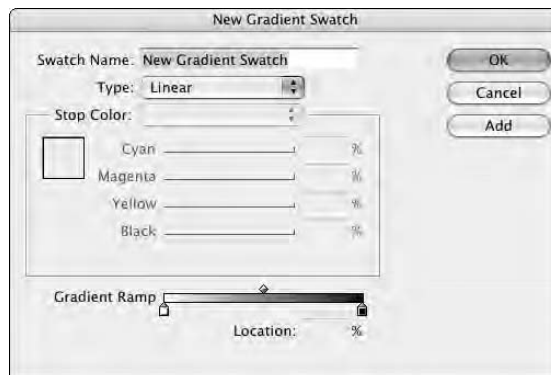 New Gradient Swatch
Swatch Name: New Gradient Swatch
OK
Type: Linear
Cancel
Stop Color:
Add
Cyan %
Magenta %
Yellow %
Black %
Gradient Ramp
Location: %